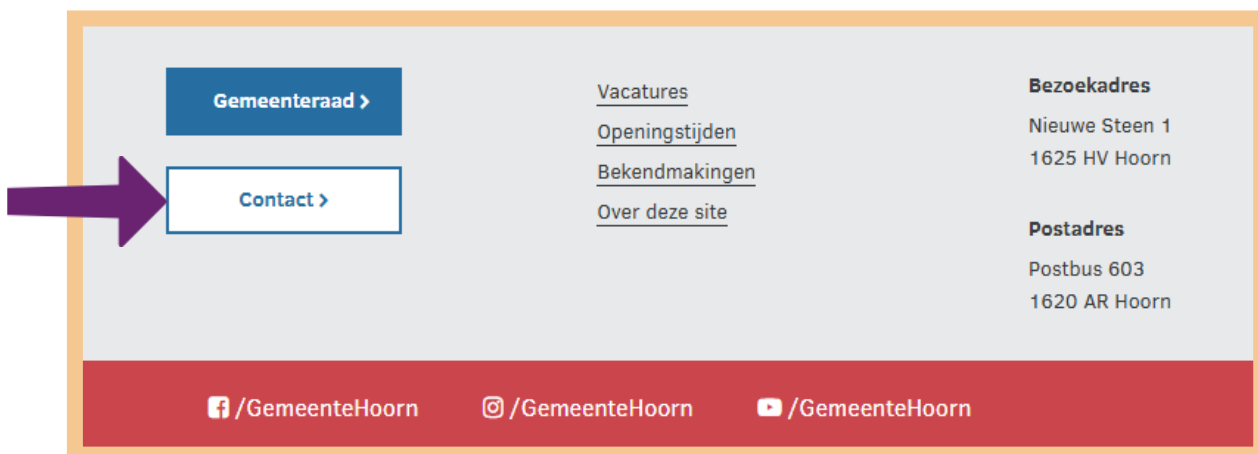 Gemeenteraad
Contact
Vacatures
Openingstijden
Bekendmakingen
Over deze site
Bezoekadres
Nieuwe Steen 1
1625 HV Hoorn
Postadres
Postbus 603
1620 AR Hoorn
/GemeenteHoorn
/GemeenteHoorn
/GemeenteHoorn